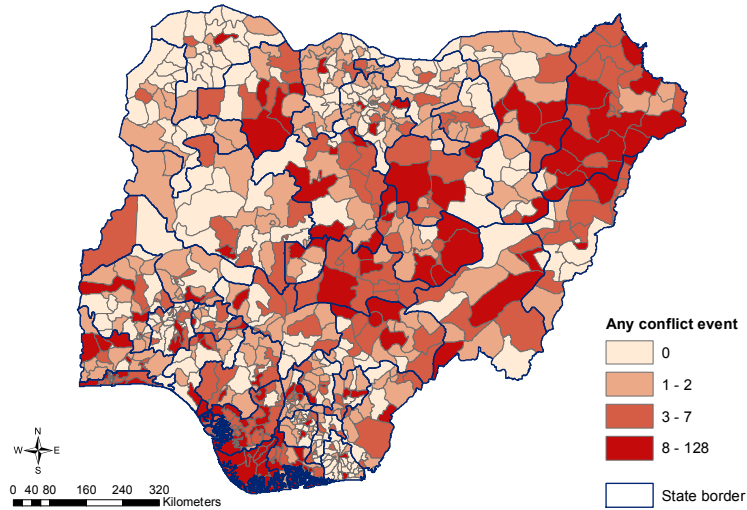 Any conflict event
0
1 - 2
3 - 7
8 - 128
State border
N
W E
S
0 40 80 160 240 320
Kilometers